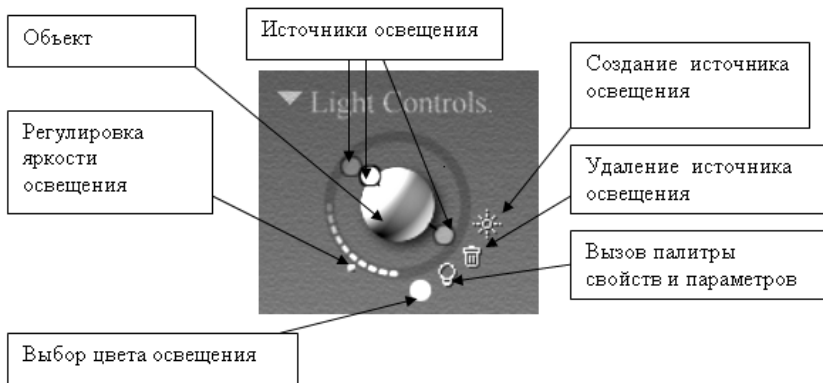 Объект
Источники освещения
Создание источника
освещения
Light Controls.
Регулировка
яркости
освещения
Удаление источника
освещения
Вызов палитры
свойств и параметров
Выбор цвета освещения